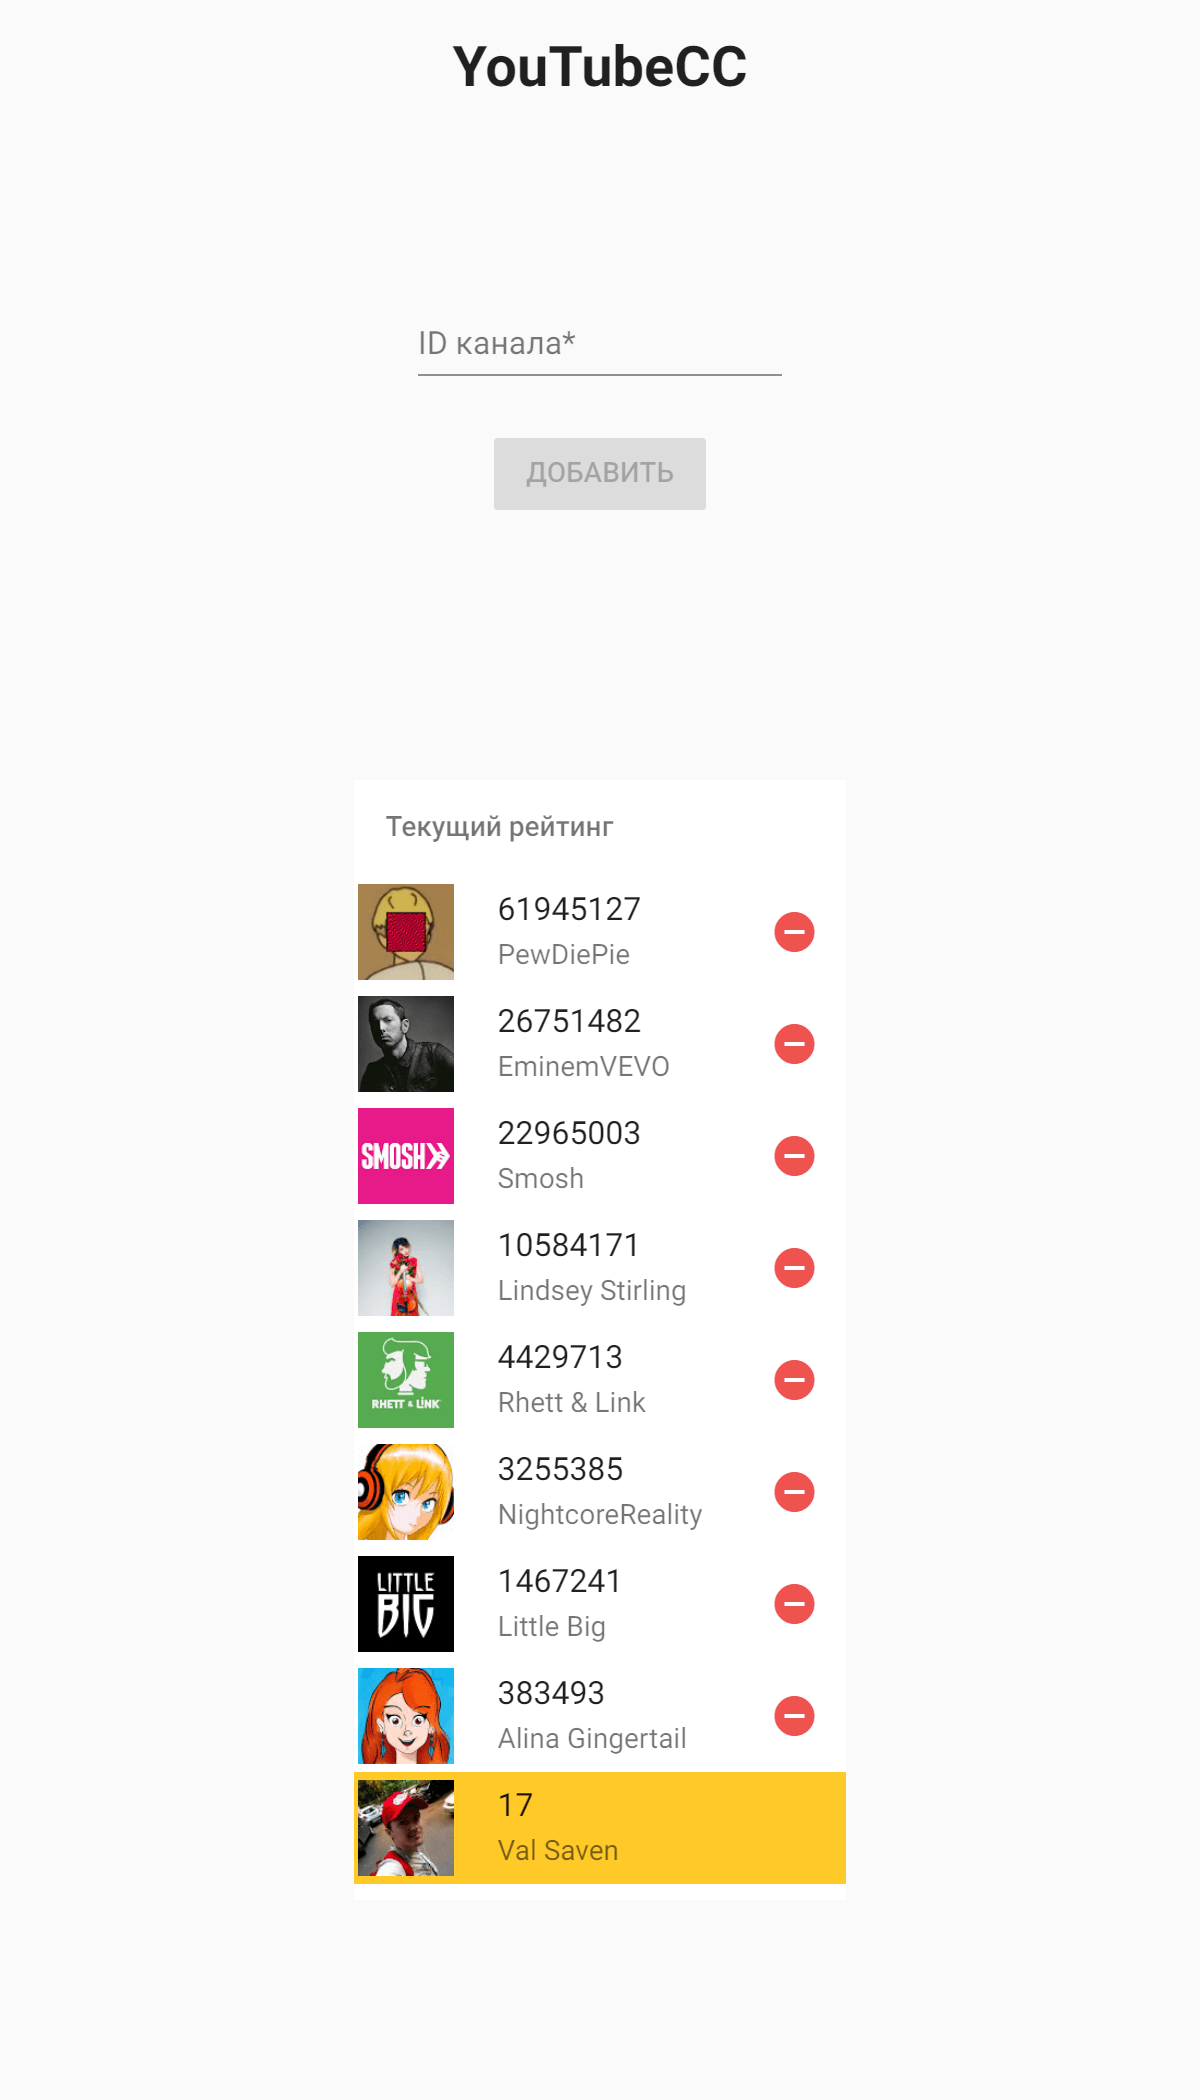 YouTubeCC
ID канала*
ДОБАВИТЬ
Текущий рейтинг
61945127
PewDiePie
26751482
EminemVEVO
SMOSH
22965003
Smosh
10584171
Lindsey Stirling
RHETT & LINK
4429713
Rhett & Link
3255385
NightcoreReality
LITTLE
BIG
1467241
Little Big
383493
Alina Gingertail
17
Val Saven